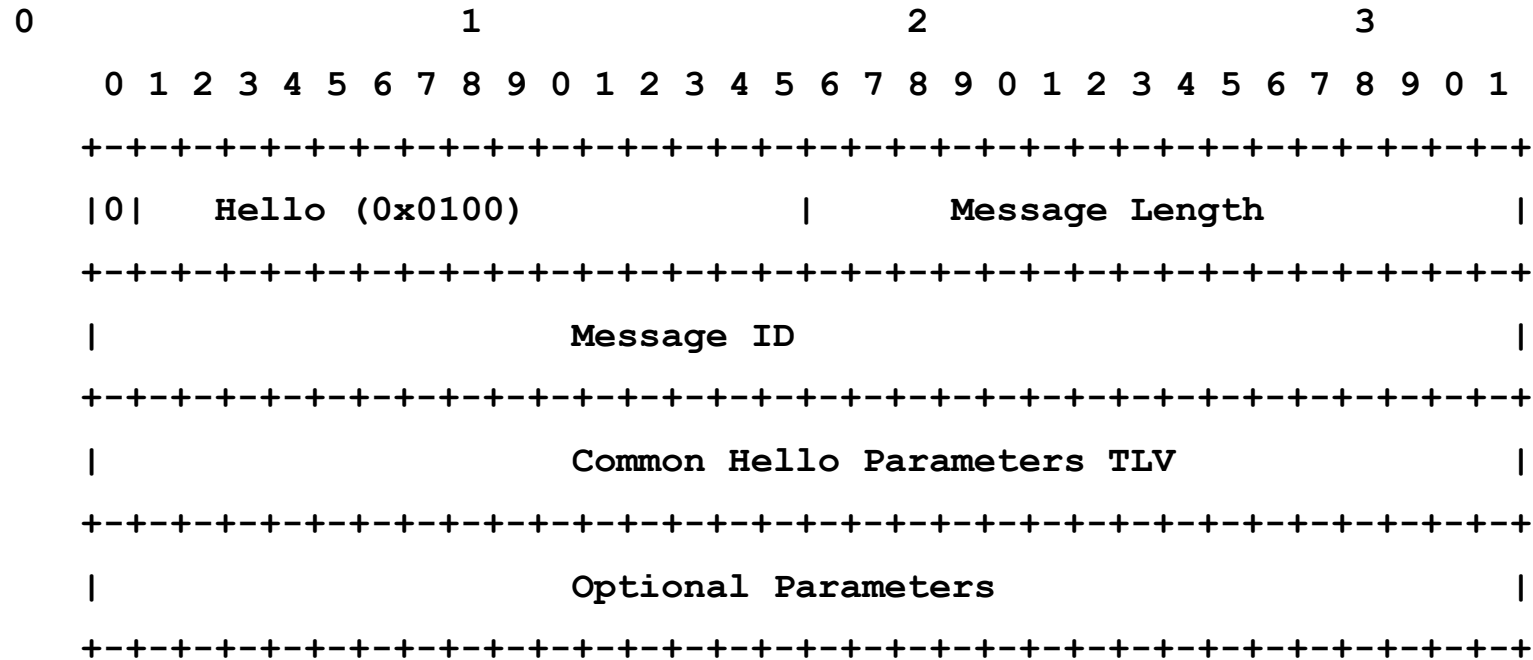 0                   1                   2                   3
    0 1 2 3 4 5 6 7 8 9 0 1 2 3 4 5 6 7 8 9 0 1 2 3 4 5 6 7 8 9 0 1
   +-+-+-+-+-+-+-+-+-+-+-+-+-+-+-+-+-+-+-+-+-+-+-+-+-+-+-+-+-+-+-+-+
   |0|   Hello (0x0100)            |      Message Length           |
   +-+-+-+-+-+-+-+-+-+-+-+-+-+-+-+-+-+-+-+-+-+-+-+-+-+-+-+-+-+-+-+-+
   |                     Message ID                                |
   +-+-+-+-+-+-+-+-+-+-+-+-+-+-+-+-+-+-+-+-+-+-+-+-+-+-+-+-+-+-+-+-+
   |                     Common Hello Parameters TLV               |
   +-+-+-+-+-+-+-+-+-+-+-+-+-+-+-+-+-+-+-+-+-+-+-+-+-+-+-+-+-+-+-+-+
   |                     Optional Parameters                       |
   +-+-+-+-+-+-+-+-+-+-+-+-+-+-+-+-+-+-+-+-+-+-+-+-+-+-+-+-+-+-+-+-+